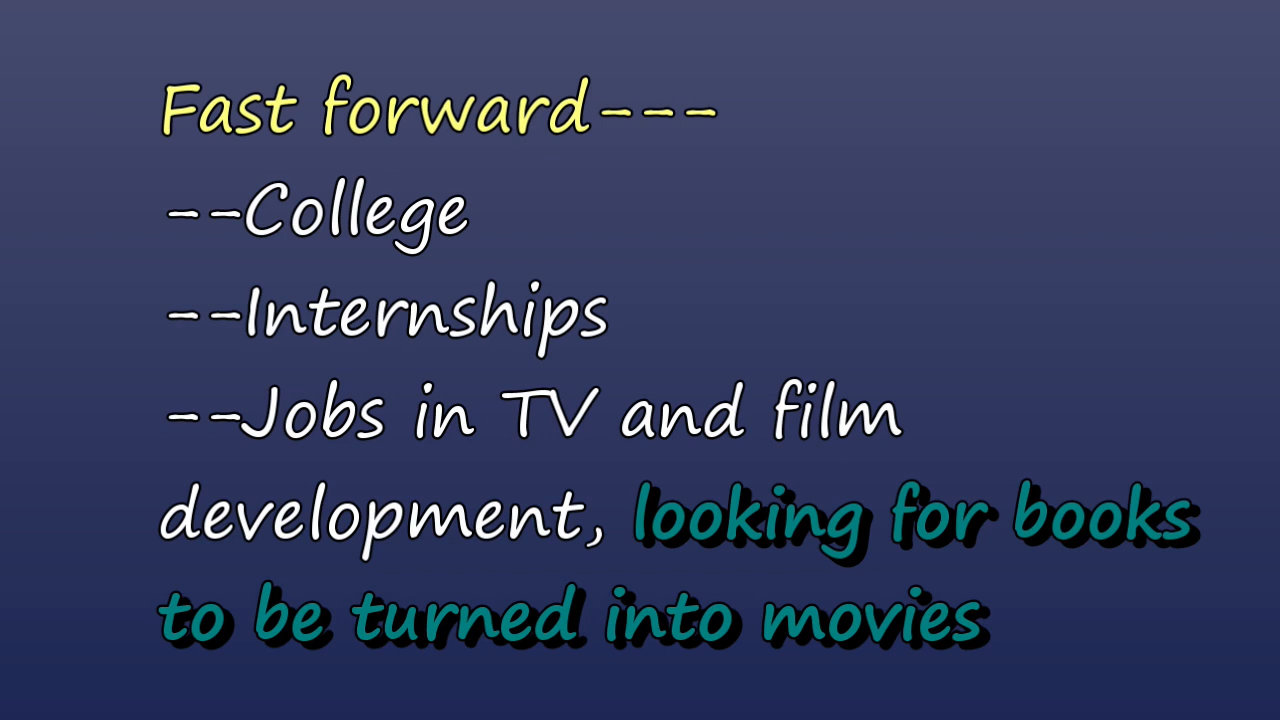 Fast forward---
--College
--Internships
--Jobs in TV and film
development, looking for books
to be turned into movies